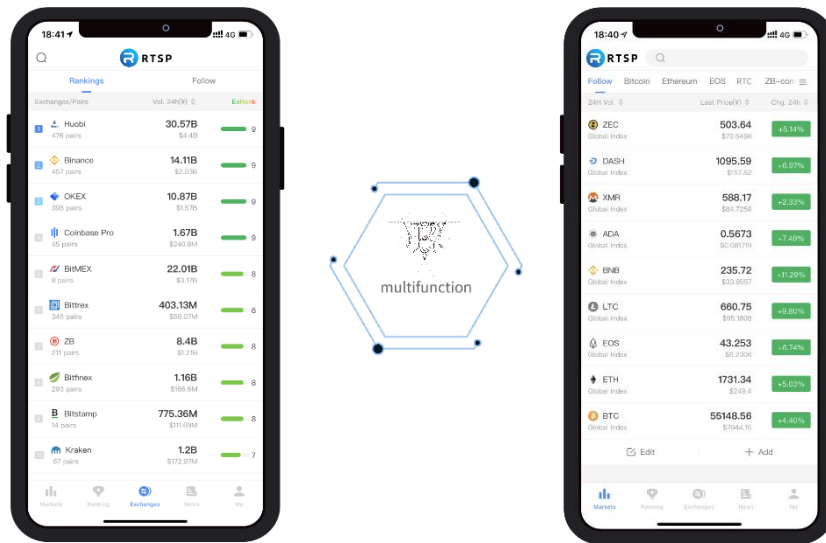 18:41
4G
RTSP
Rankings Follow
Exchanges/Pairs Vol. 24h(¥) ExRank
1 Huobi 30.57B 9
476 pairs $4.4B
2 Binance 14.11B 9
457 pairs $2.03B
3 OKEX 10.87B 9
398 pairs $1.57B
Coinbase Pro 1.67B 9
45 pairs $240.8M
BitMEX 22.01B 8
8 pairs $3.17B
Bittrex 403.13M 8
346 pairs $58.07M
ZB 8.4B 8
211 pairs $1.21B
Bitfinex 1.16B 8
293 pairs $166.6M
Bitstamp 775.36M 8
14 pairs $111.69M
Kraken 1.2B 7
67 pairs $172.97M
Markets Ranking Exchanges News Me
multifunction
18:40
4G
RTSP
Follow Bitcoin Ethereum EOS RTC ZB-com
24H Vol. Last Price(¥) Chg. 24h
ZEC 503.64 +5.14%
Global Index $72.5498
DASH 1095.59 +6.97%
Global Index $157.82
XMR 588.17 +2.33%
Global Index $84.7259
ADA 0.5673 +7.49%
Global Index $0.081719
BNB 235.72 +11.29%
Global Index $33.9557
LTC 660.75 +9.80%
Global Index $95.1808
EOS 43.253 +6.74%
Global Index $6.2306
ETH 1731.34 +5.03%
Global Index $249.4
BTC 55148.56 +4.40%
Global Index $7944.15
Edit Add
Markets Ranking Exchanges News Me